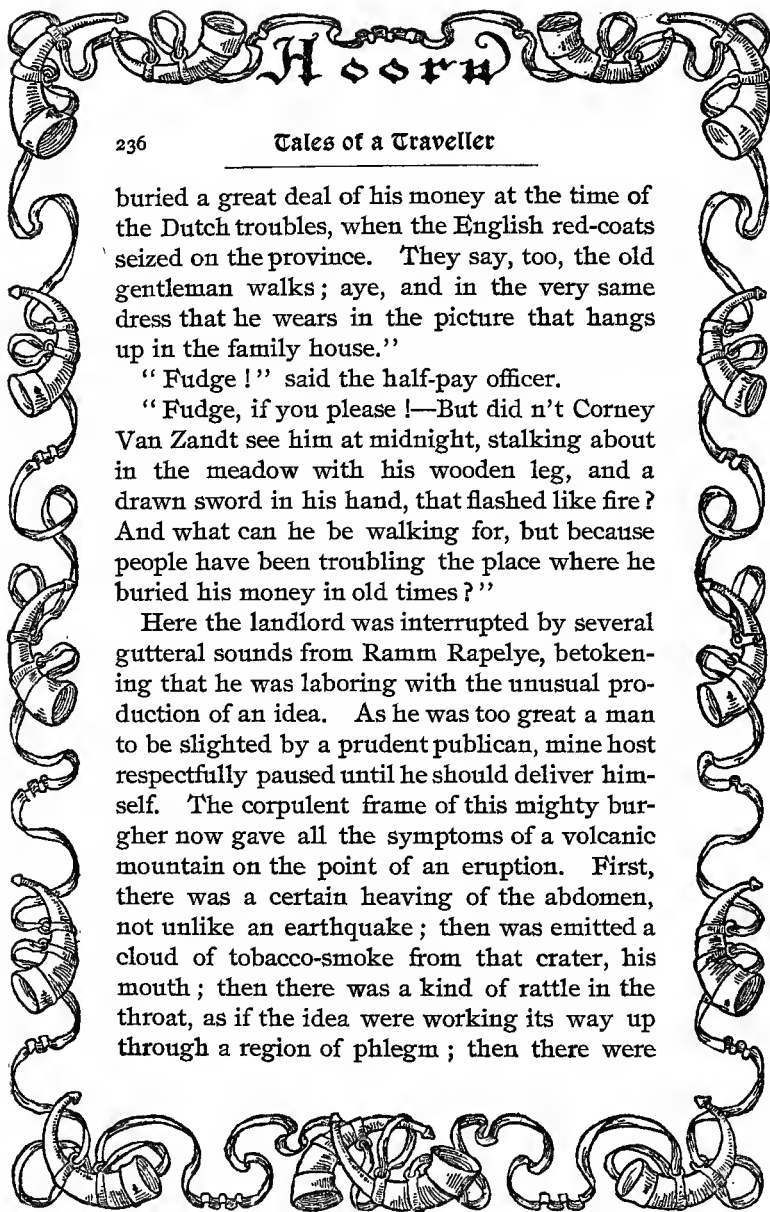 Hoorn
236 Tales of a Traveller
buried a great deal of his money at the time of
the Dutch troubles, when the English red-coats
seized on the province. They say, too, the old
gentleman walks; aye, and in the very same
dress that he wears in the picture that hangs
up in the family house.”
“ Fudge !” said the half-pay officer.
“ Fudge, if you please !—But did n’t Corney
Van Zandt see him at midnight, stalking about
in the meadow with his wooden leg, and a
drawn sword in his hand, that flashed like fire ?
And what can he be walking for, but because
people have been troubling the place where he
buried his money in old times ?”
Here the landlord was interrupted by several
gutteral sounds from Ramm Rapelye, betoken-
ing that he was laboring with the unusual pro-
duction of an idea. As he was too great a man
to be slighted by a prudent publican, mine host
respectfully paused until he should deliver him-
self. The corpulent frame of this mighty bur-
gher now gave all the symptoms of a volcanic
mountain on the point of an eruption. First,
there was a certain heaving of the abdomen,
not unlike an earthquake ; then was emitted a
cloud of tobacco-smoke from that crater, his
mouth ; then there was a kind of rattle in the
throat, as if the idea were working its way up
through a region of phlegm ; then there were